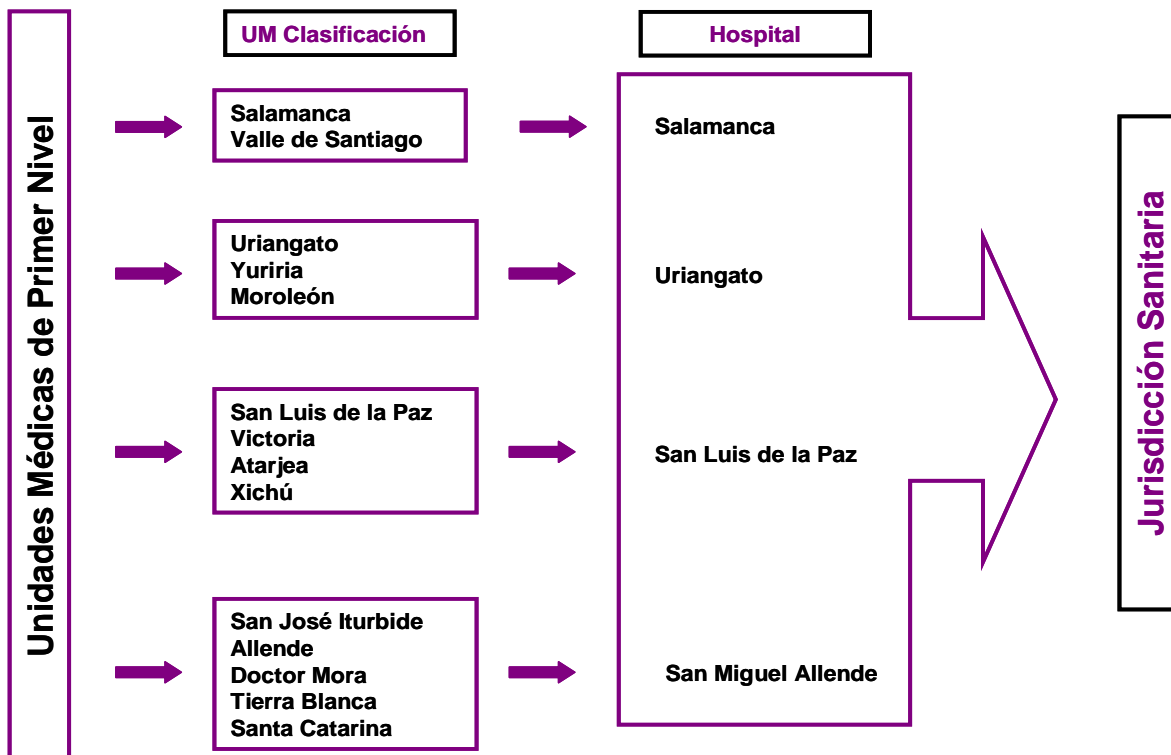 Unidades Médicas de Primer Nivel
UM Clasificación
Hospital
Salamanca
Valle de Santiago
Salamanca
Uriangato
Yuriria
Moroleón
Uriangato
San Luis de la Paz
Victoria
Atarjea
Xichú
San Luis de la Paz
San José Iturbide
Allende
Doctor Mora
Tierra Blanca
Santa Catarina
San Miguel Allende
Jurisdicción Sanitaria